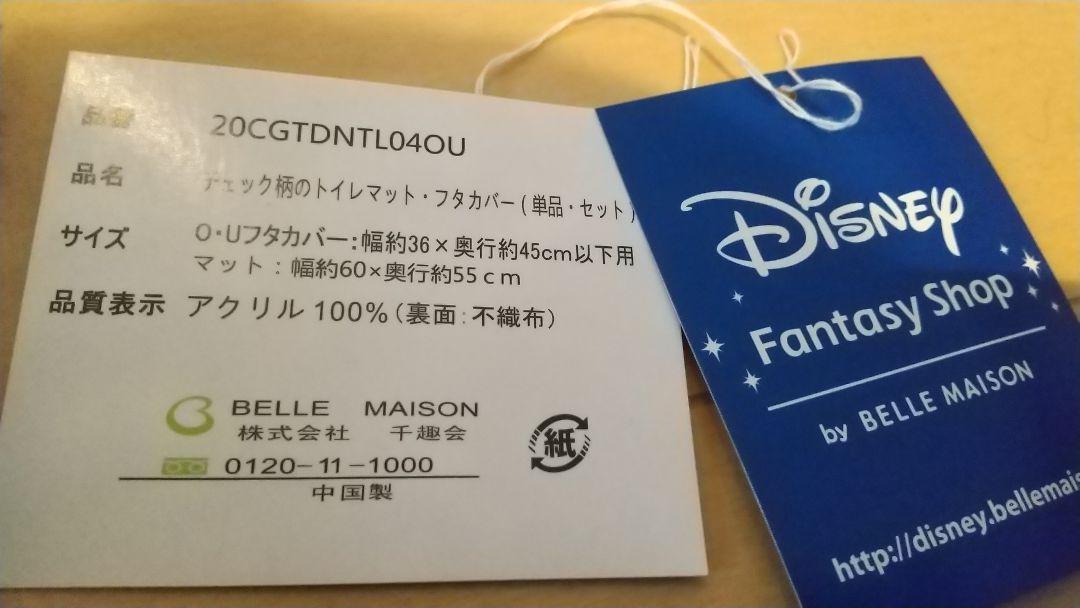 品番 20CGTDNTL04OU
品名 チェック柄のトイレマット・フタカバー(単品・セット)
サイズ O・Uフタカバー:幅約36×奥行約45cm以下用
マット:幅約60×奥行約55cm
品質表示 アクリル100%(裏面:不織布)
BELLE MAISON
株式会社 千趣会
0120-11-1000
中国製
紙
Disney
Fantasy Shop
by BELLE MAISON
http://disney.bellemais